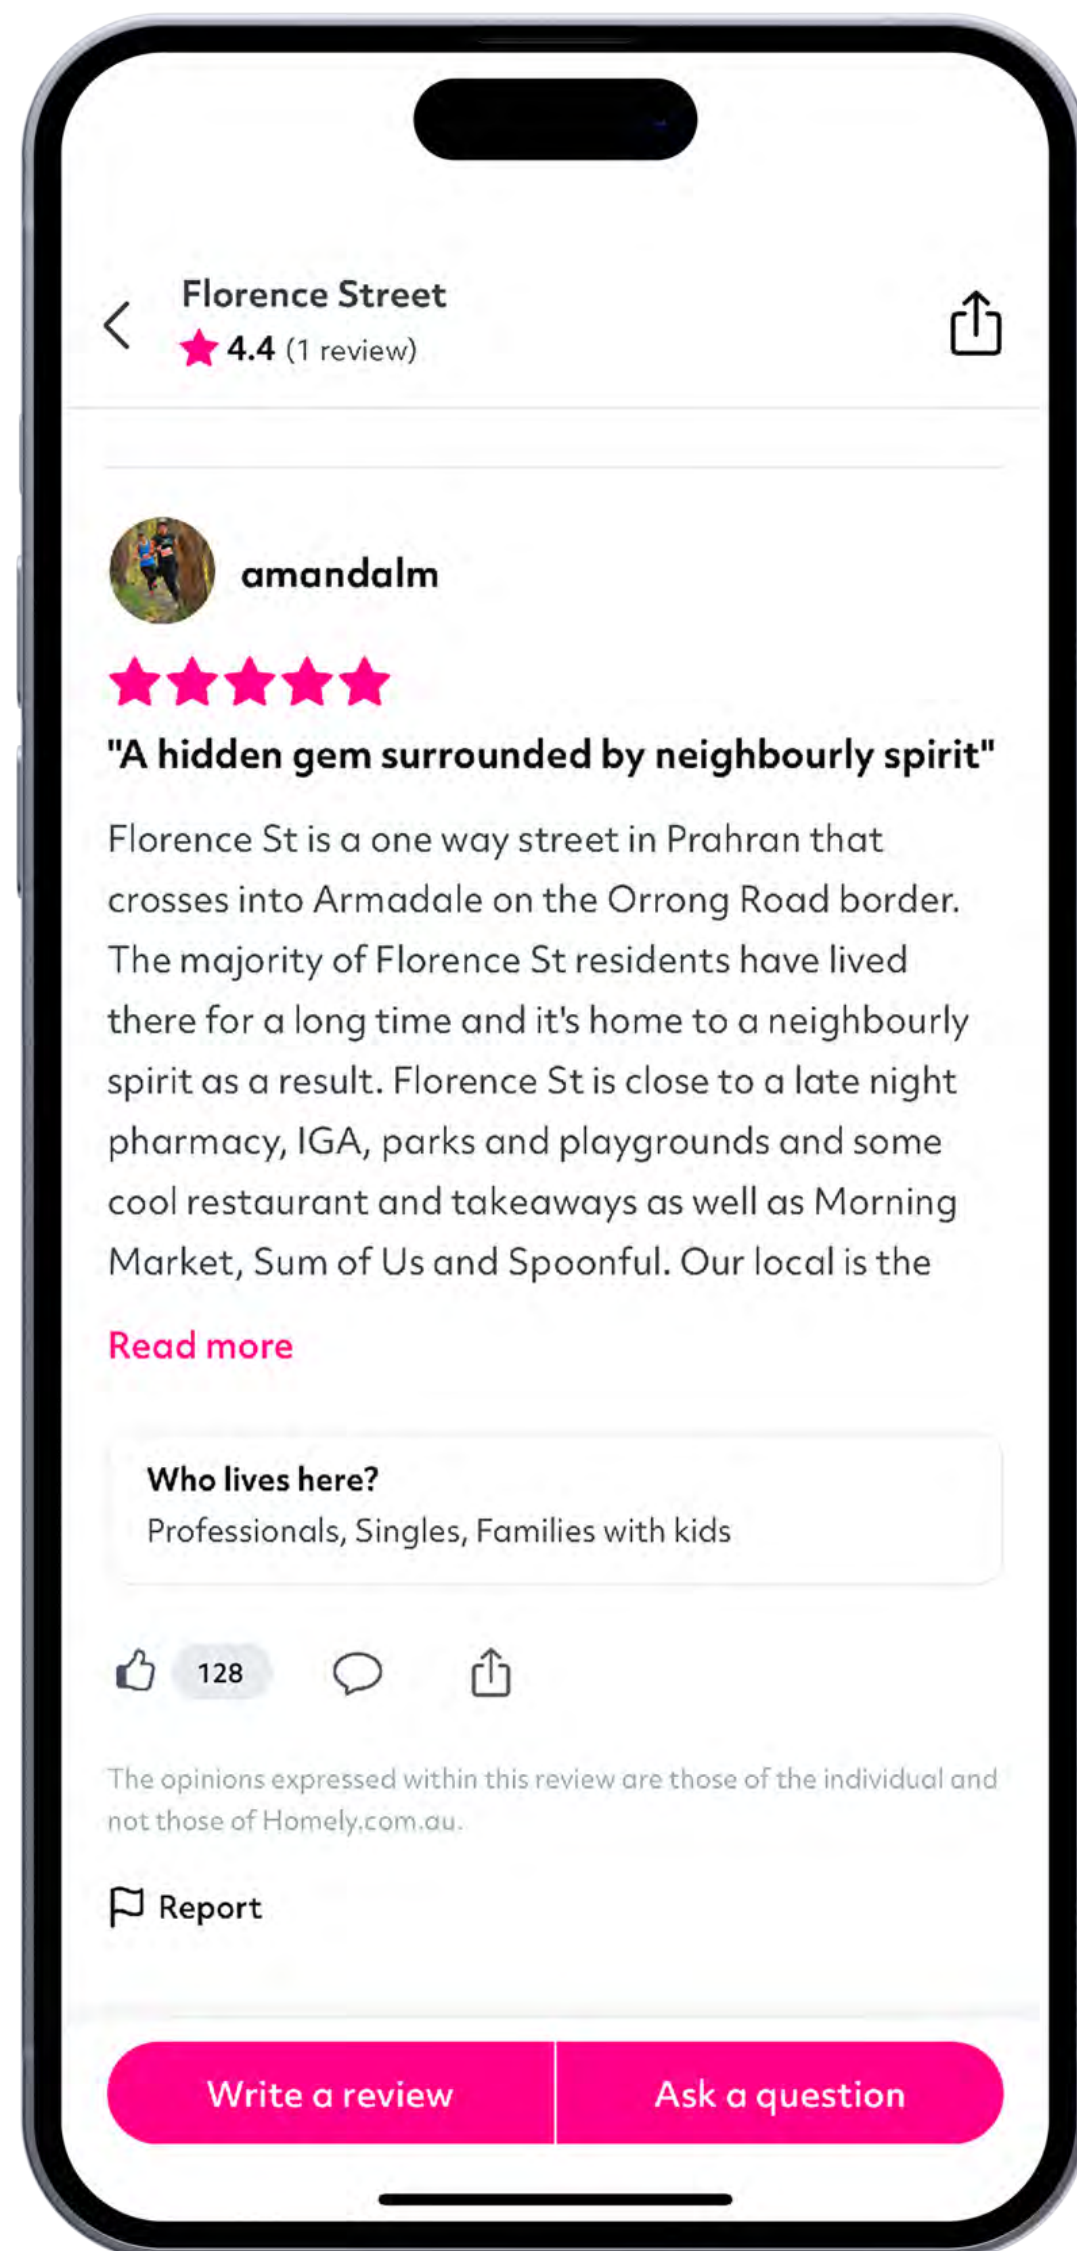 Florence Street
4.4 (1 review)
amandalm
"A hidden gem surrounded by neighbourly spirit"
Florence St is a one way street in Prahran that
crosses into Armadale on the Orrong Road border.
The majority of Florence St residents have lived
there for a long time and it's home to a neighbourly
spirit as a result. Florence St is close to a late night
pharmacy, IGA, parks and playgrounds and some
cool restaurant and takeaways as well as Morning
Market, Sum of Us and Spoonful. Our local is the
Read more
Who lives here?
Professionals, Singles, Families with kids
128
The opinions expressed within this review are those of the individual and
not those of Homely.com.au.
Report
Write a review
Ask a question